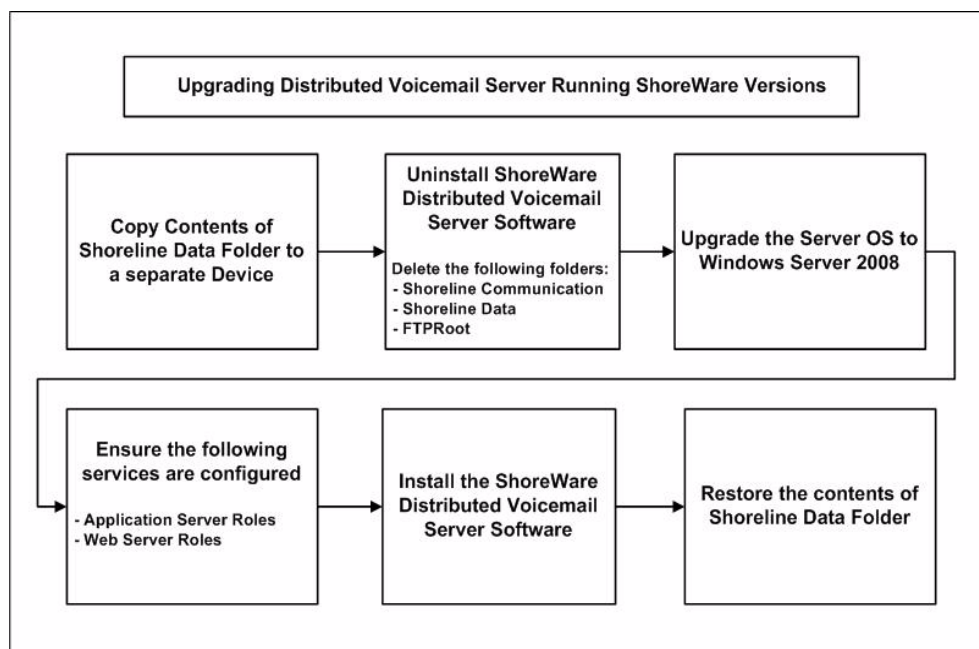 Upgrading Distributed Voicemail Server Running ShoreWare Versions
Copy Contents of
Shoreline Data Folder to
a separate Device
Uninstall ShoreWare
Distributed Voicemail
Server Software
Delete the following folders:
- Shoreline Communication
- Shoreline Data
- FTPRoot
Upgrade the Server OS to
Windows Server 2008
Ensure the following
services are configured
- Application Server Roles
- Web Server Roles
Install the ShoreWare
Distributed Voicemail
Server Software
Restore the contents of
Shoreline Data Folder